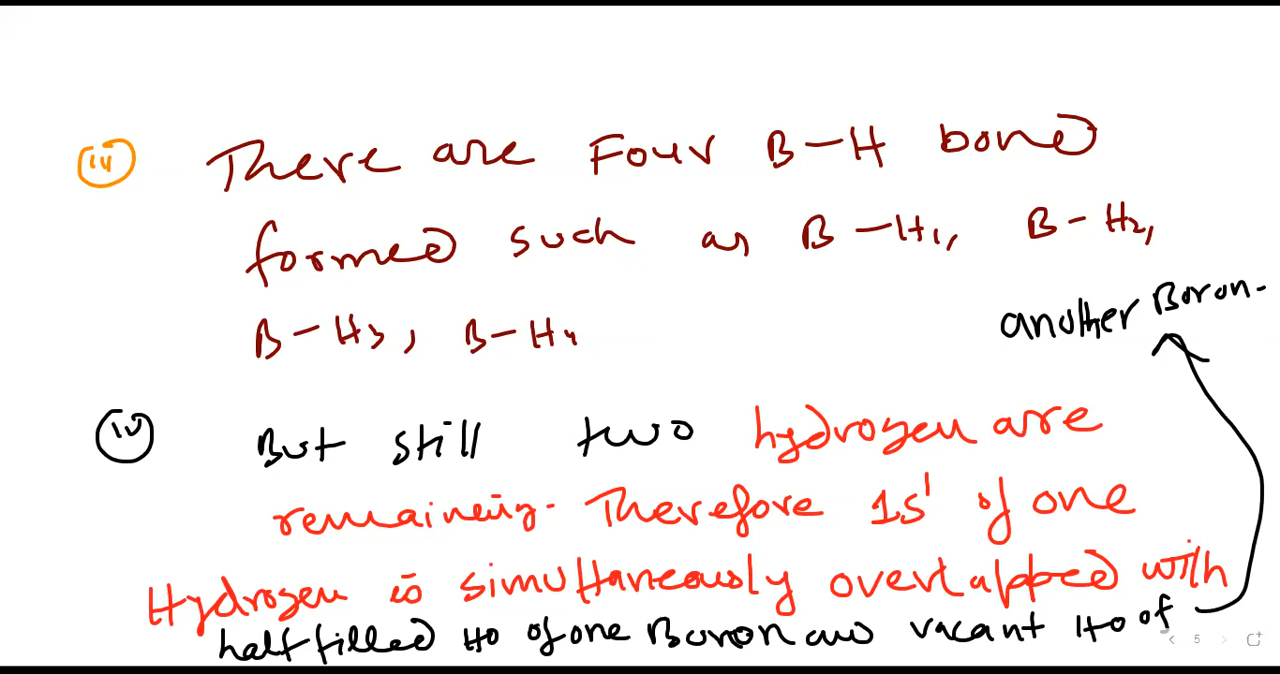 (iv) There are Four B-H bond
formed such as B-H1, B-H2,
B-H3, B-H4
another Boron.
(iv) But still two hydrogen are
remaining. Therefore 1s¹ of one
Hydrogen is simultaneously overlapped with
half filled HO of one Boron and vacant HO of
5